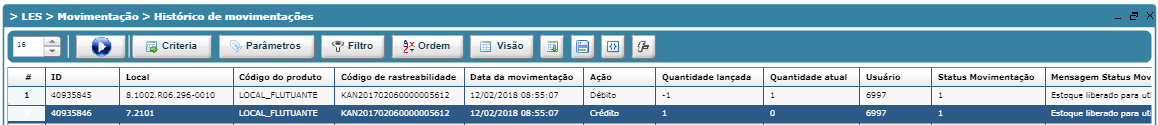 > LES > Movimentação > Histórico de movimentações
16 Criteria Parâmetros Filtro Ordem Visão
# ID Local Código do produto Código de rastreabilidade Data da movimentação Ação Quantidade lançada Quantidade atual Usuário Status Movimentação Mensagem Status Mov
1 40935845 8.1002.R06.296-0010 LOCAL_FLUTUANTE KAN201702060000005612 12/02/2018 08:55:07 Débito -1 1 6997 1 Estoque liberado para uti
40935846 7.2101 LOCAL_FLUTUANTE KAN201702060000005612 12/02/2018 08:55:07 Crédito 1 0 6997 1 Estoque liberado para uti